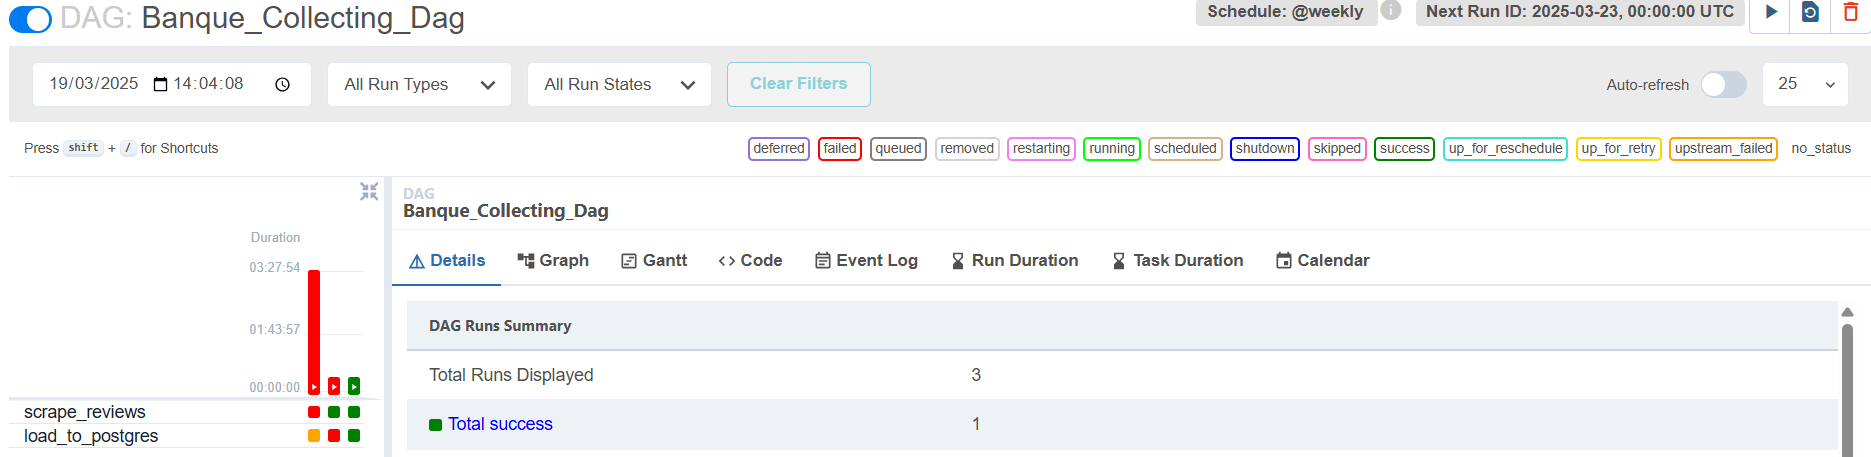 DAG: Banque_Collecting_Dag
Schedule: @weekly
Next Run ID: 2025-03-23, 00:00:00 UTC
19/03/2025 14:04:08
All Run Types
All Run States
Clear Filters
Auto-refresh
25
Press shift + / for Shortcuts
deferred failed queued removed restarting running scheduled shutdown skipped success up_for_reschedule up_for_retry upstream_failed no_status
Duration
03:27:54
01:43:57
00:00:00
scrape_reviews
load_to_postgres
DAG
Banque_Collecting_Dag
Details Graph Gantt Code Event Log Run Duration Task Duration Calendar
DAG Runs Summary
Total Runs Displayed 3
Total success 1